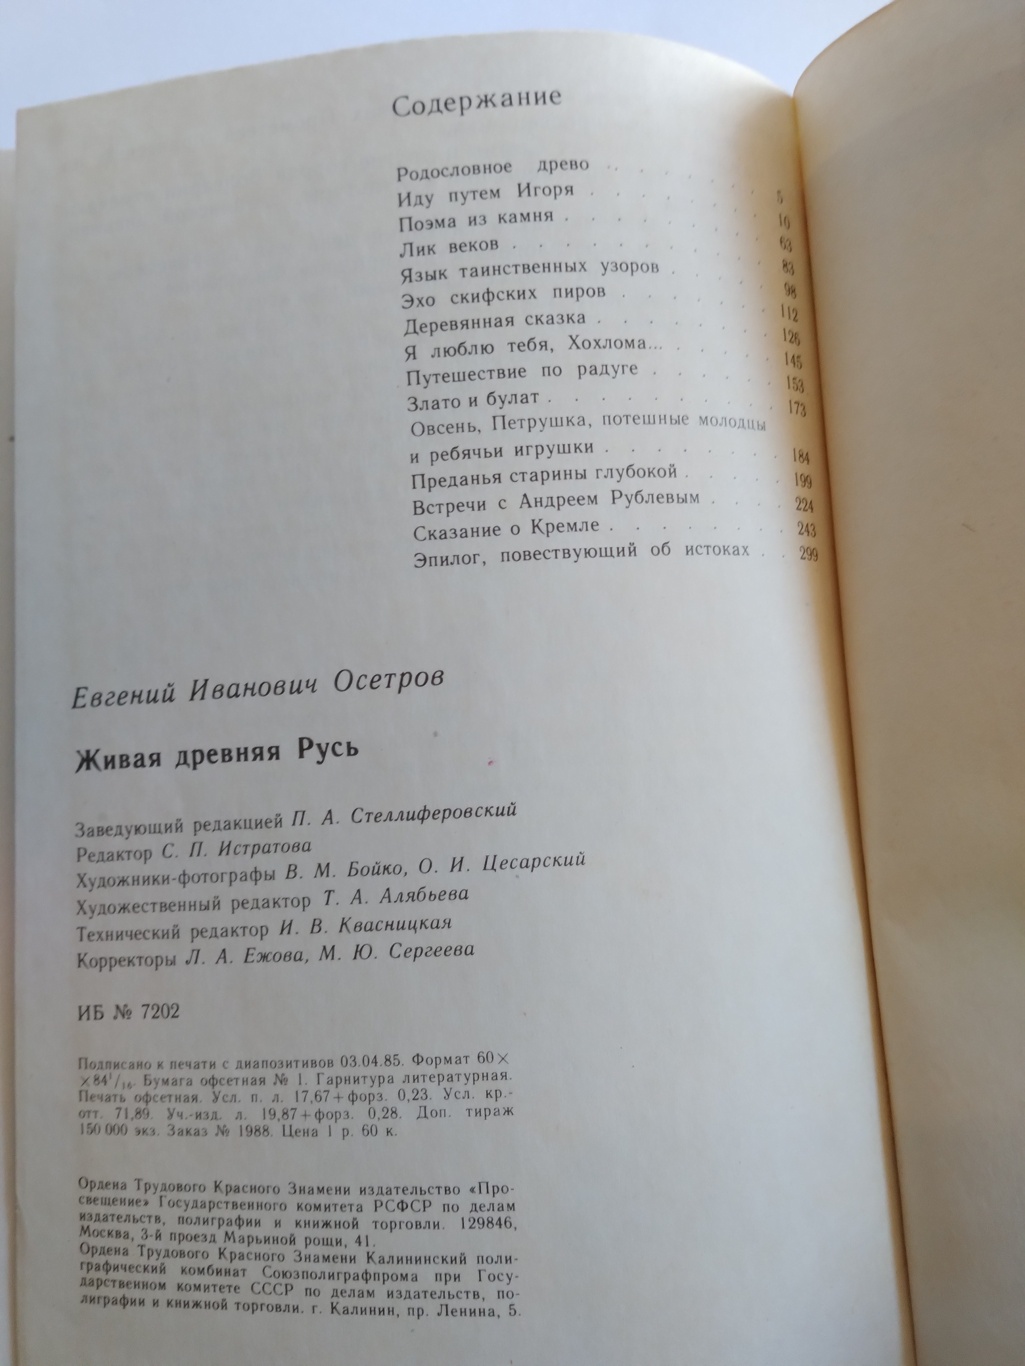 Содержание
Родословное древо . . . . . . . 5
Иду путем Игоря . . . . . . . . 10
Поэма из камня . . . . . . . . 63
Лик веков . . . . . . . . . . 83
Язык таинственных узоров . . . . . 98
Эхо скифских пиров . . . . . . . 112
Деревянная сказка . . . . . . . 126
Я люблю тебя, Хохлома... . . . . . 145
Путешествие по радуге . . . . . . 153
Злато и булат . . . . . . . . . 173
Овсень, Петрушка, потешные молодцы
и ребячьи игрушки . . . . . . . 184
Преданья старины глубокой . . . . . 199
Встречи с Андреем Рублевым . . . . 224
Сказание о Кремле . . . . . . . 243
Эпилог, повествующий об истоках . . 299
Евгений Иванович Осетров
Живая древняя Русь
Заведующий редакцией П. А. Стеллиферовский
Редактор С. П. Истратова
Художники-фотографы В. М. Бойко, О. И. Цесарский
Художественный редактор Т. А. Алябьева
Технический редактор И. В. Квасницкая
Корректоры Л. А. Ежова, М. Ю. Сергеева
ИБ № 7202
Подписано к печати с диапозитивов 03.04.85. Формат 60×
×84¹/₁₆. Бумага офсетная № 1. Гарнитура литературная.
Печать офсетная. Усл. п. л. 17,67+форз. 0,23. Усл. кр.-
отт. 71,89. Уч.-изд. л. 19,87+форз. 0,28. Доп. тираж
150 000 экз. Заказ № 1988. Цена 1 р. 60 к.
Ордена Трудового Красного Знамени издательство «Про-
свещение» Государственного комитета РСФСР по делам
издательств, полиграфии и книжной торговли. 129846,
Москва, 3-й проезд Марьиной рощи, 41.
Ордена Трудового Красного Знамени Калининский поли-
графический комбинат Союзполиграфпрома при Госу-
дарственном комитете СССР по делам издательств, по-
лиграфии и книжной торговли. г. Калинин, пр. Ленина, 5.